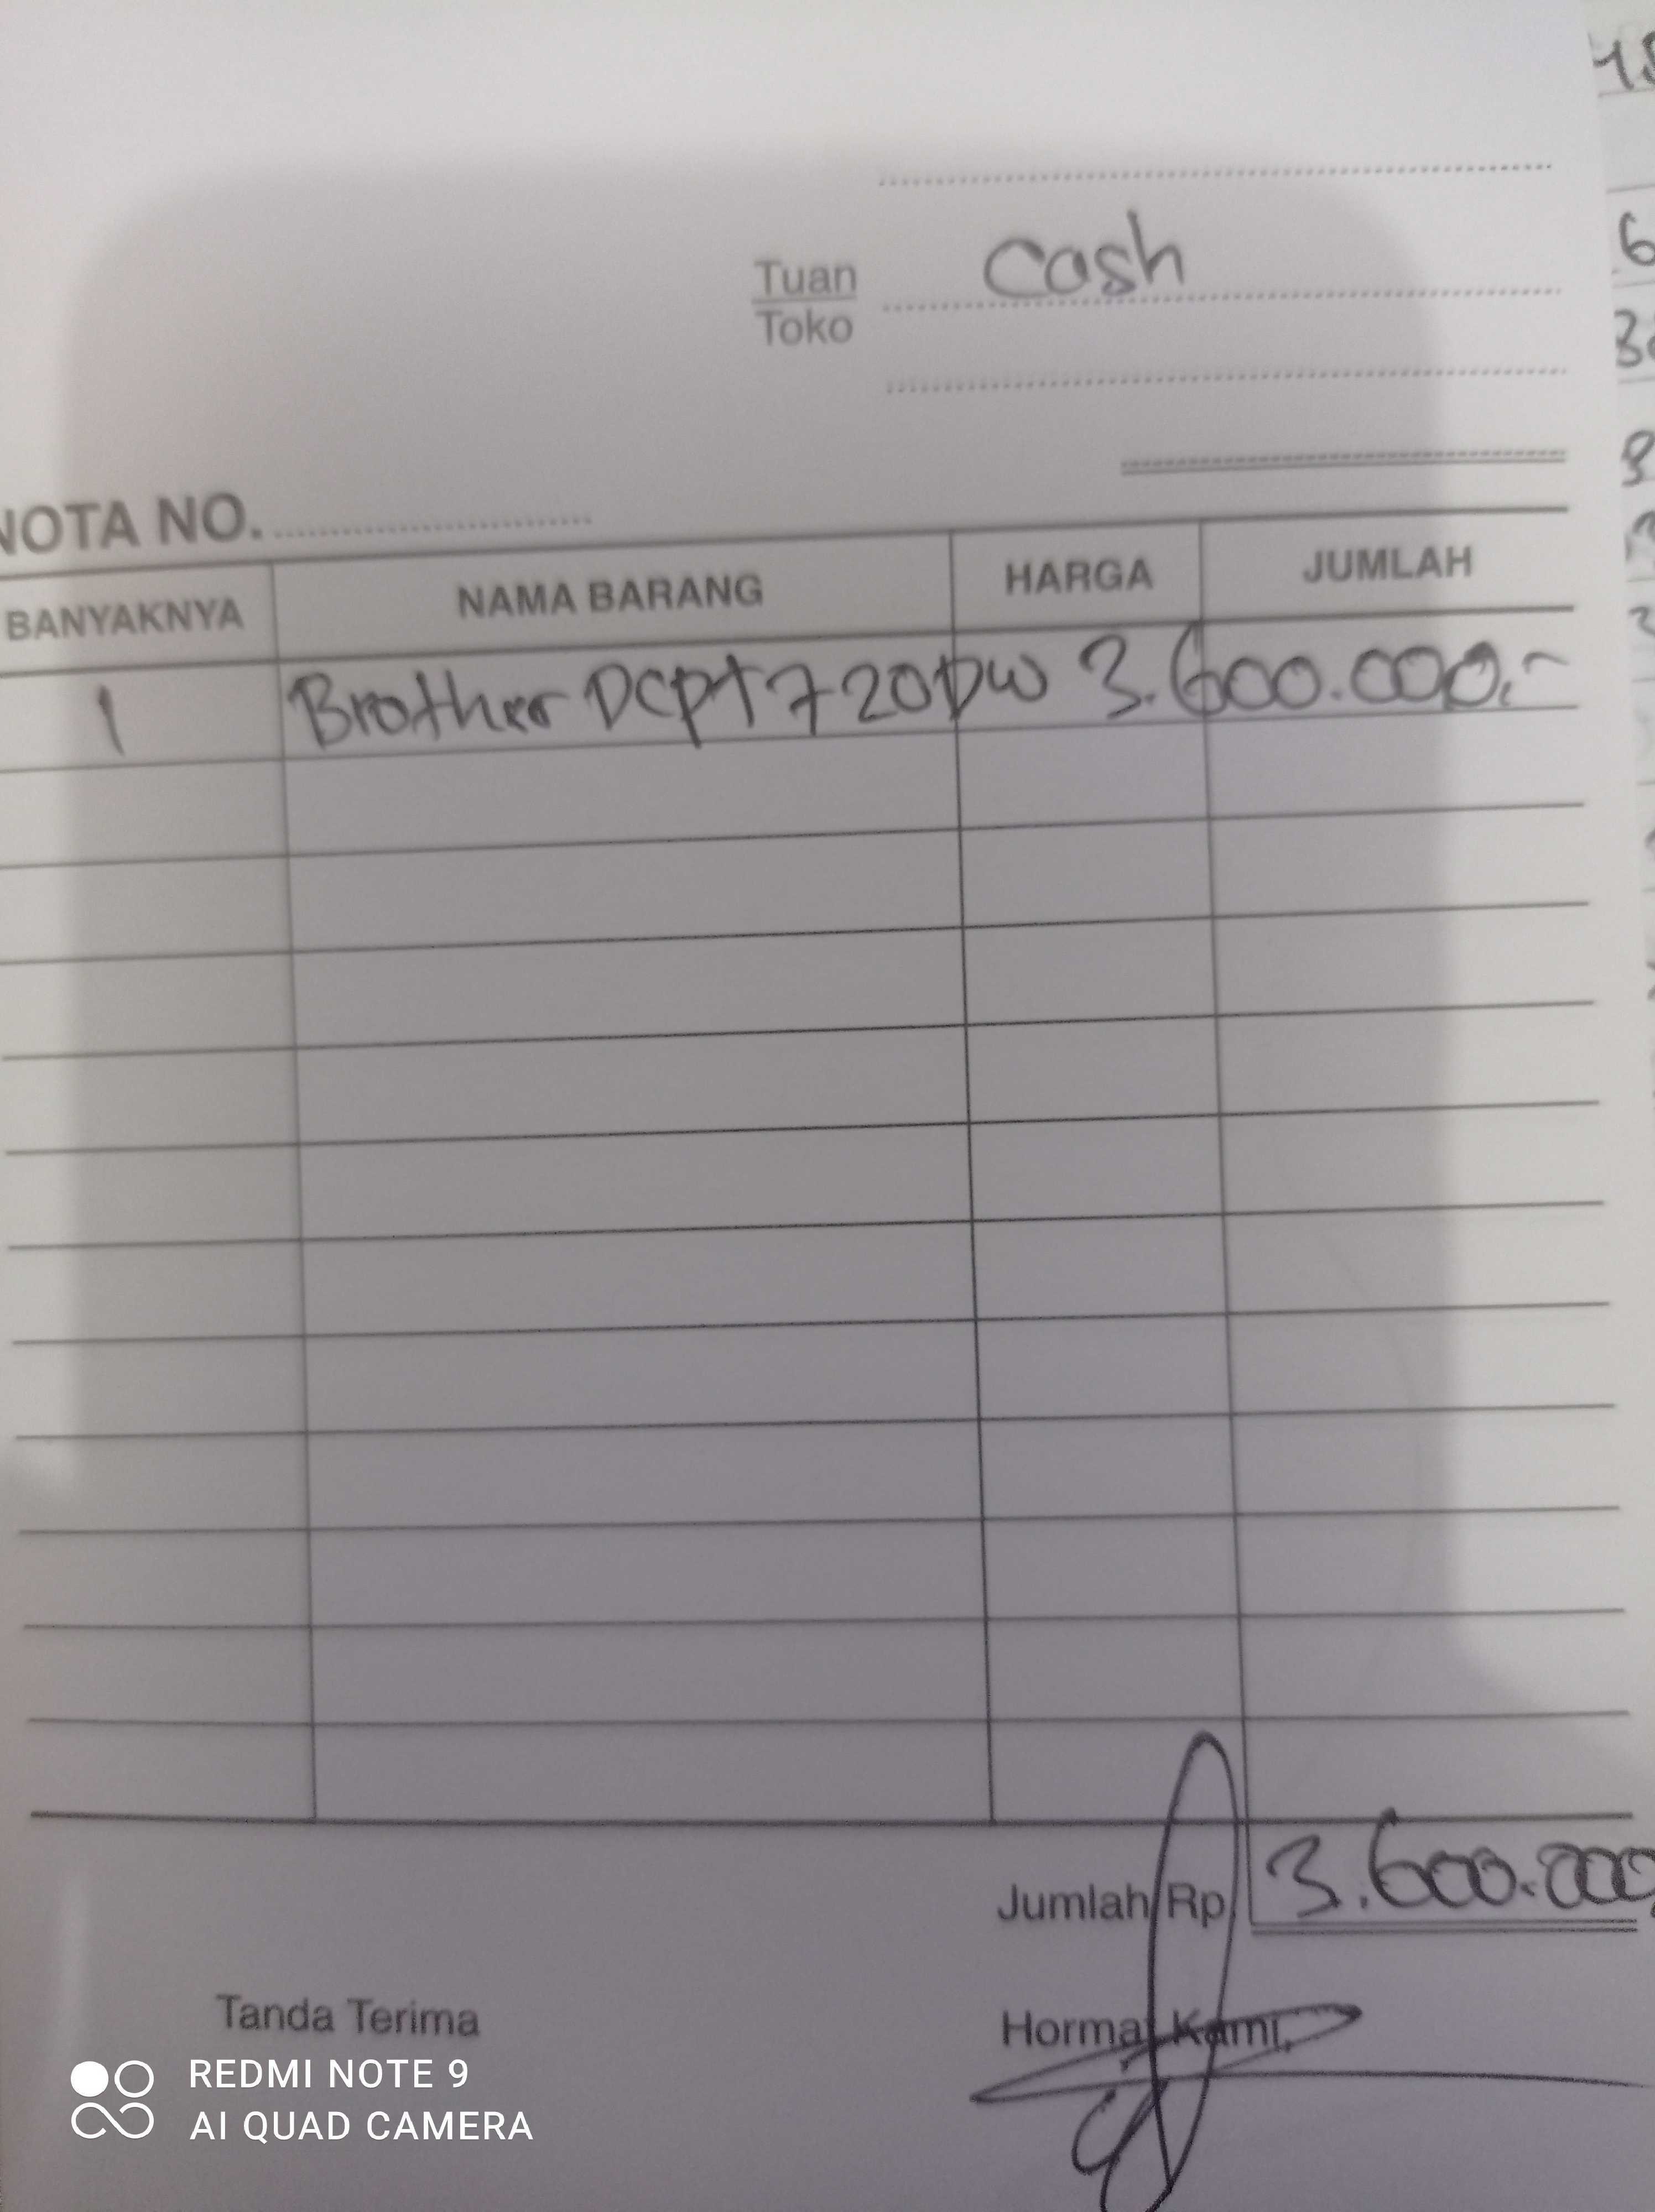 cash
Tuan
Toko
NOTA NO.
BANYAKNYA NAMA BARANG HARGA JUMLAH
1 Brother DCPT720DW 3.600.000,-
Jumlah Rp. 3.600.000,
Tanda Terima Hormat Kami,
REDMI NOTE 9
AI QUAD CAMERA